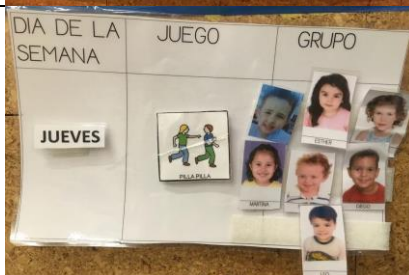 DIA DE LA
SEMANA
JUEGO
GRUPO
JUEVES
PILLA PILLA
ESTHER
MARTINA
DIEGO